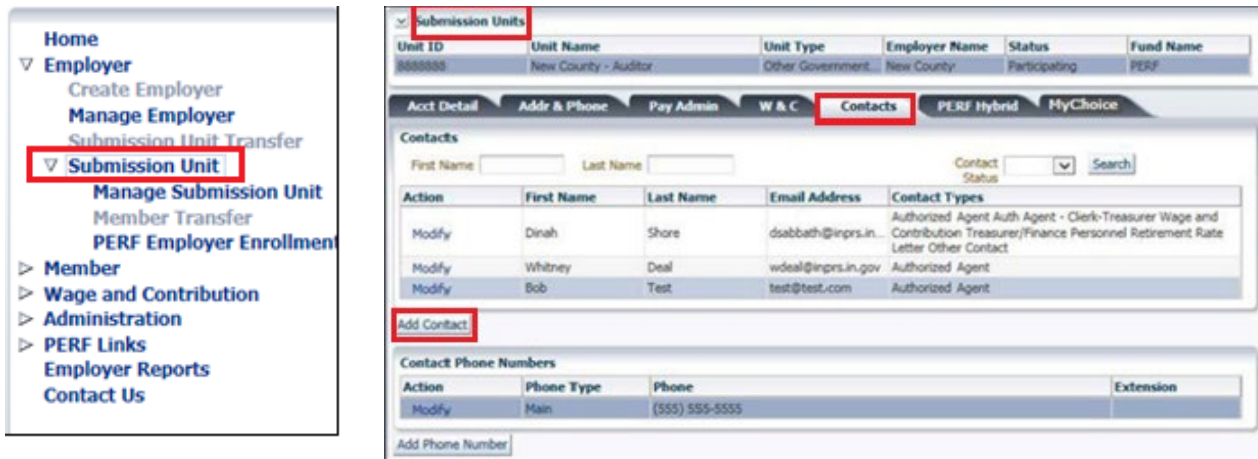 Home
Employer
Create Employer
Manage Employer
Submission Unit Transfer
Submission Unit
Manage Submission Unit
Member Transfer
PERF Employer Enrollment
Member
Wage and Contribution
Administration
PERF Links
Employer Reports
Contact Us
Submission Units
Unit ID Unit Name Unit Type Employer Name Status Fund Name
8888888 New County - Auditor Other Government... New County Participating PERF
Acct Detail Addr & Phone Pay Admin W & C Contacts PERF Hybrid MyChoice
Contacts
First Name Last Name Contact Status Search
Action First Name Last Name Email Address Contact Types
Modify Dinah Shore dsabbath@inprs.in... Authorized Agent Auth Agent - Clerk-Treasurer Wage and
Contribution Treasurer/Finance Personnel Retirement Rate
Letter Other Contact
Modify Whitney Deal wdeal@inprs.in.gov Authorized Agent
Modify Bob Test test@test.com Authorized Agent
Add Contact
Contact Phone Numbers
Action Phone Type Phone Extension
Modify Main (555) 555-5555
Add Phone Number